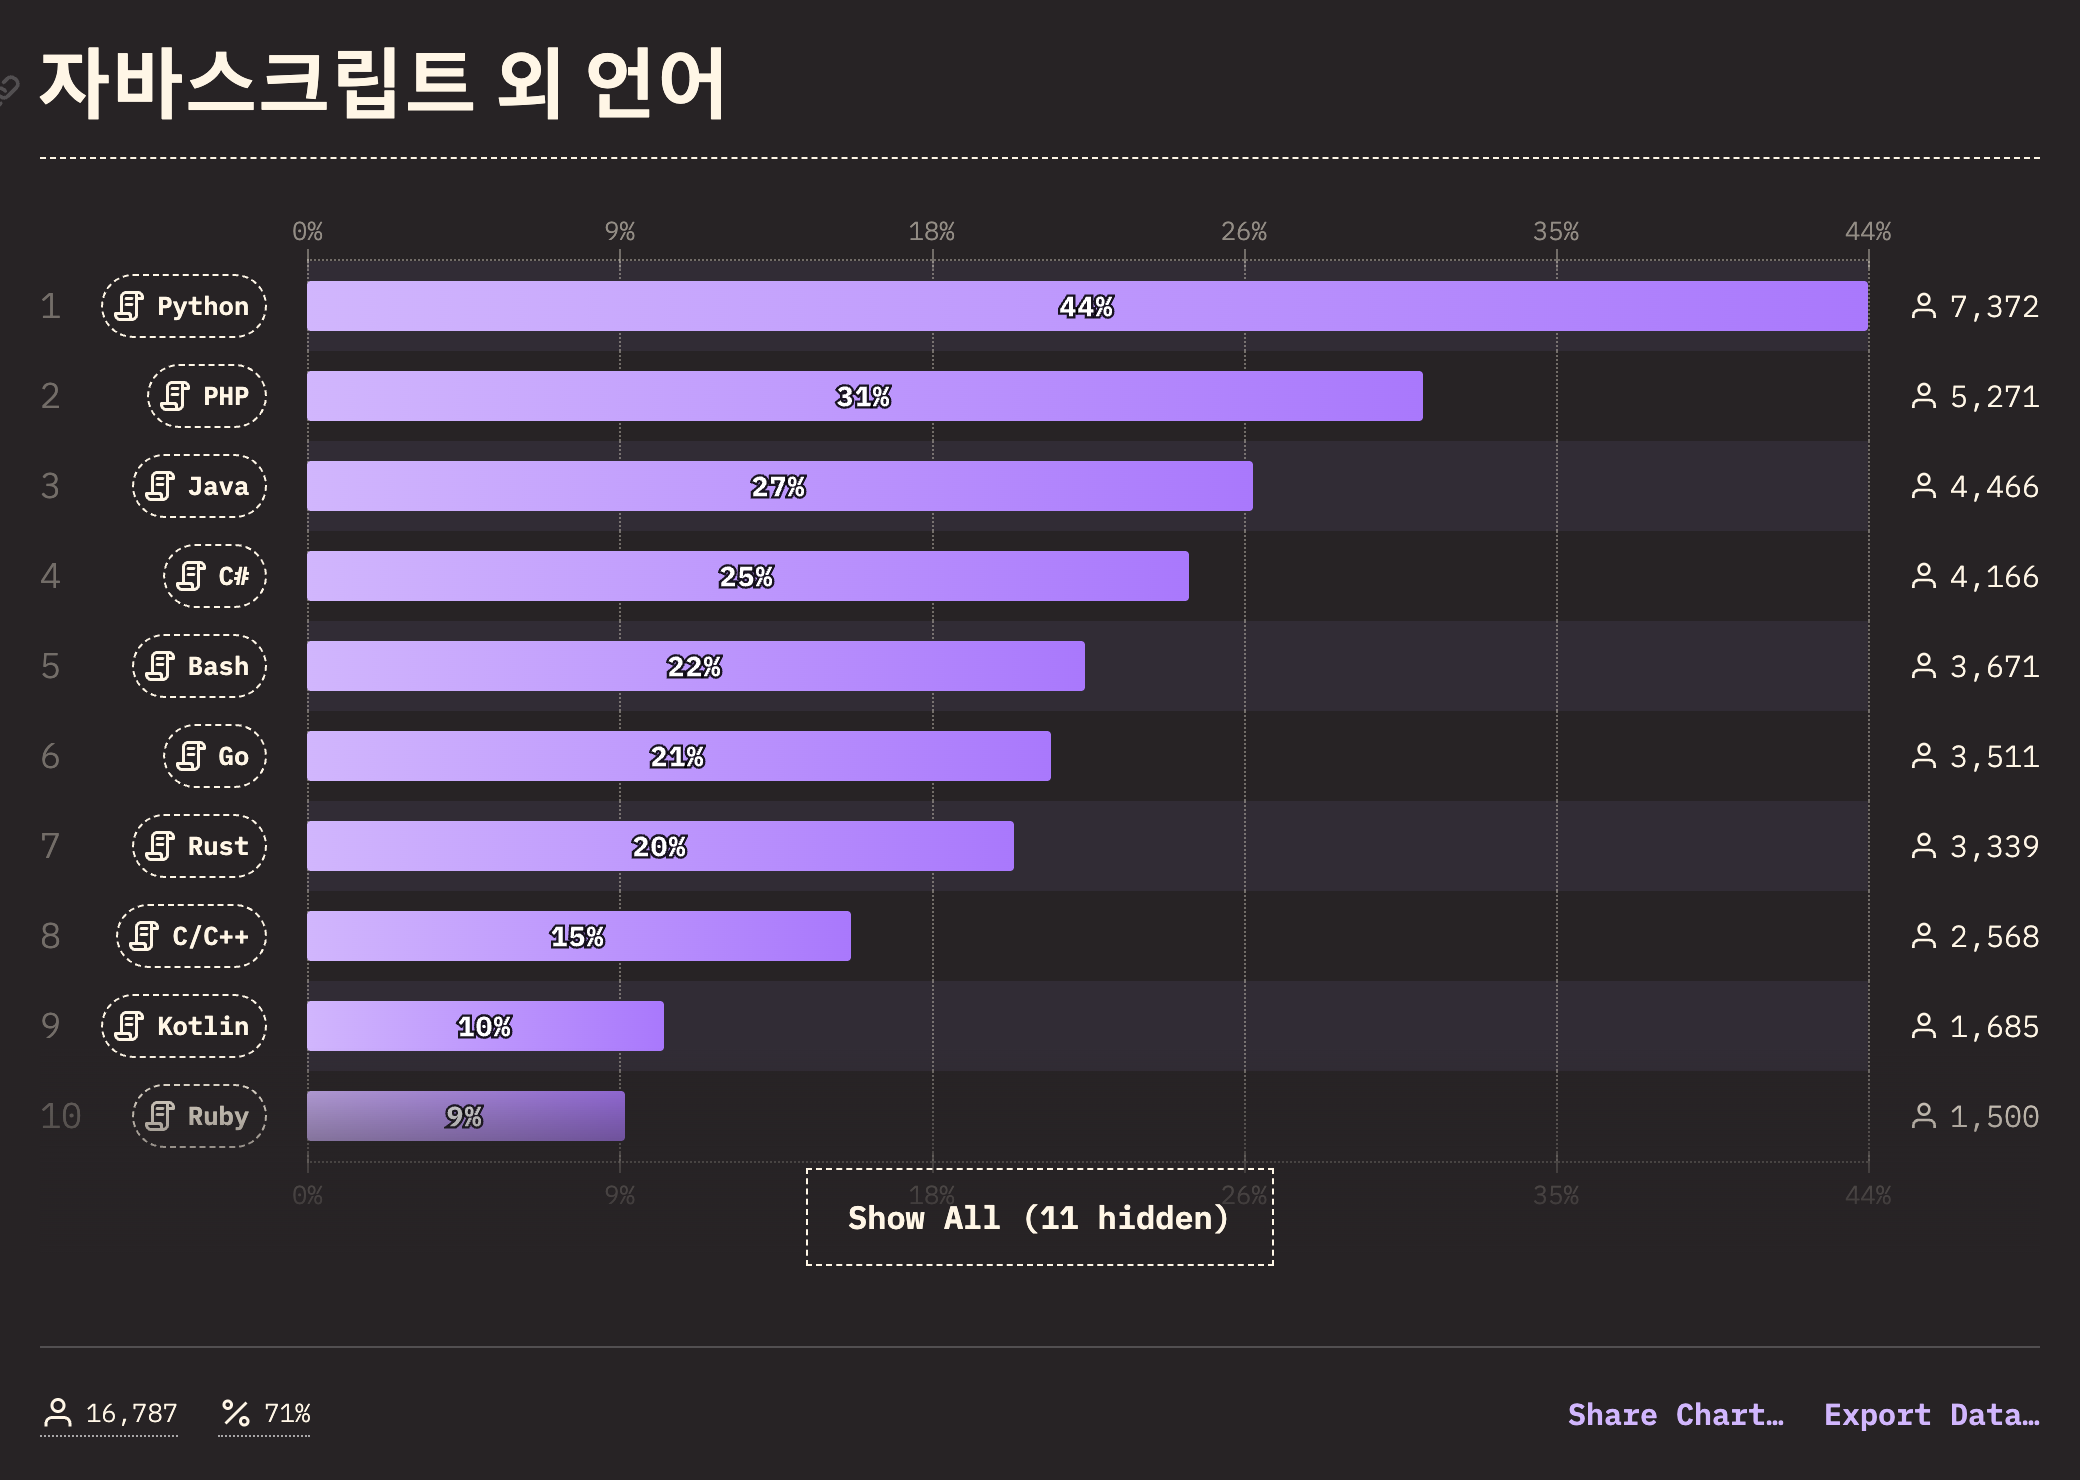 자바스크립트 외 언어
0% 9% 18% 26% 35% 44%
1 Python 44% 7,372
2 PHP 31% 5,271
3 Java 27% 4,466
4 C# 25% 4,166
5 Bash 22% 3,671
6 Go 21% 3,511
7 Rust 20% 3,339
8 C/C++ 15% 2,568
9 Kotlin 10% 1,685
10 Ruby 9% 1,500
0% 9% 18% 26% 35% 44%
Show All (11 hidden)
16,787 % 71% Share Chart… Export Data…